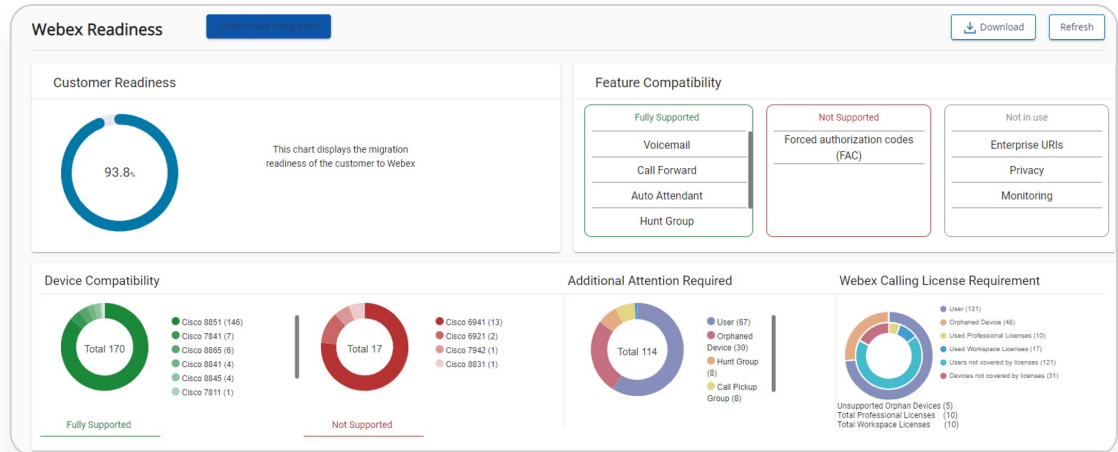 Webex Readiness
Control Hub Integration
Download
Refresh
Customer Readiness
93.8%
This chart displays the migration
readiness of the customer to Webex
Feature Compatibility
Fully Supported
Voicemail
Call Forward
Auto Attendant
Hunt Group
Not Supported
Forced authorization codes
(FAC)
Not in use
Enterprise URIs
Privacy
Monitoring
Device Compatibility
Total 170
Cisco 8851 (146)
Cisco 7841 (7)
Cisco 8865 (6)
Cisco 8841 (4)
Cisco 8845 (4)
Cisco 7811 (1)
Fully Supported
Total 17
Cisco 6941 (13)
Cisco 6921 (2)
Cisco 7942 (1)
Cisco 8831 (1)
Not Supported
Additional Attention Required
Total 114
User (67)
Orphaned
Device (30)
Hunt Group
(8)
Call Pickup
Group (8)
Webex Calling License Requirement
User (131)
Orphaned Device (48)
Used Professional Licenses (10)
Used Workspace Licenses (17)
Users not covered by licenses (121)
Devices not covered by licenses (31)
Unsupported Orphan Devices (5)
Total Professional Licenses (10)
Total Workspace Licenses (10)